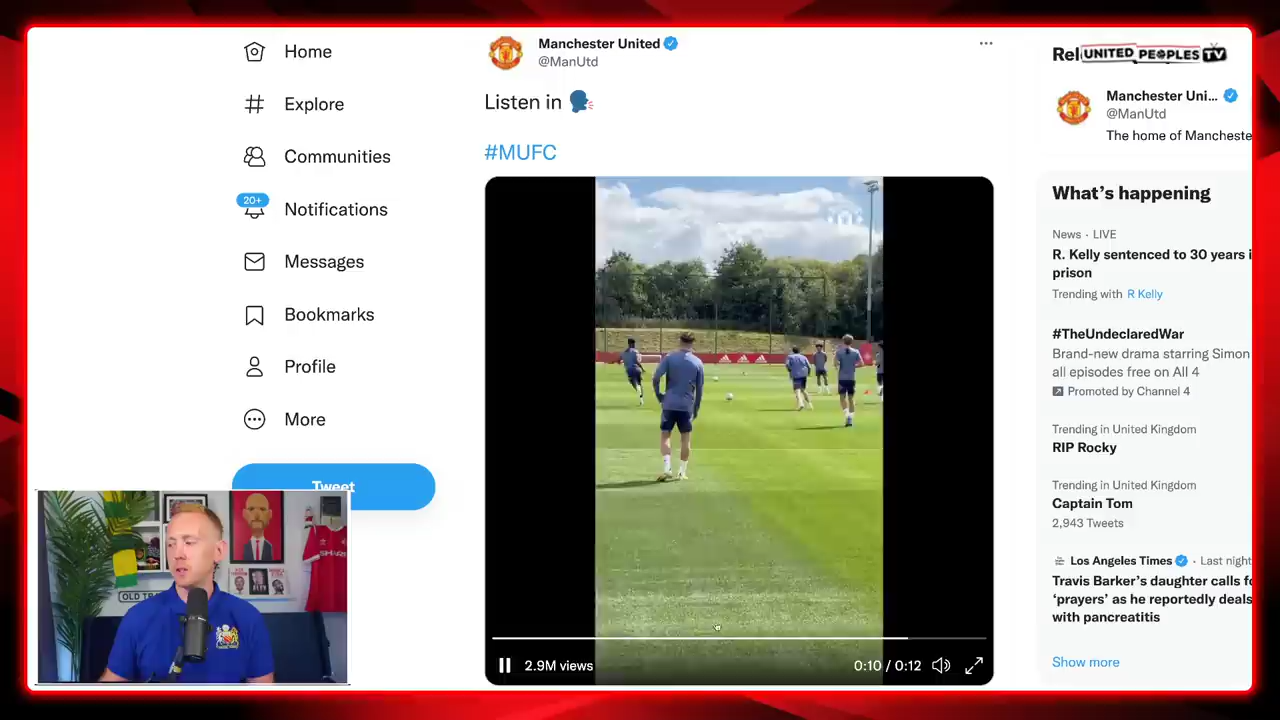 Home
Explore
Communities
20+
Notifications
Messages
Bookmarks
Profile
More
Tweet
Manchester United
@ManUtd
Listen in
#MUFC
2.9M views
0:10 / 0:12
Rel
UNITED PEOPLES TV
Manchester Uni...
@ManUtd
The home of Mancheste
What's happening
News · LIVE
R. Kelly sentenced to 30 years i
prison
Trending with R Kelly
#TheUndeclaredWar
Brand-new drama starring Simon
all episodes free on All 4
Promoted by Channel 4
Trending in United Kingdom
RIP Rocky
Trending in United Kingdom
Captain Tom
2,943 Tweets
Los Angeles Times · Last night
Travis Barker's daughter calls fo
'prayers' as he reportedly deals
with pancreatitis
Show more
OLD TR
SHAR